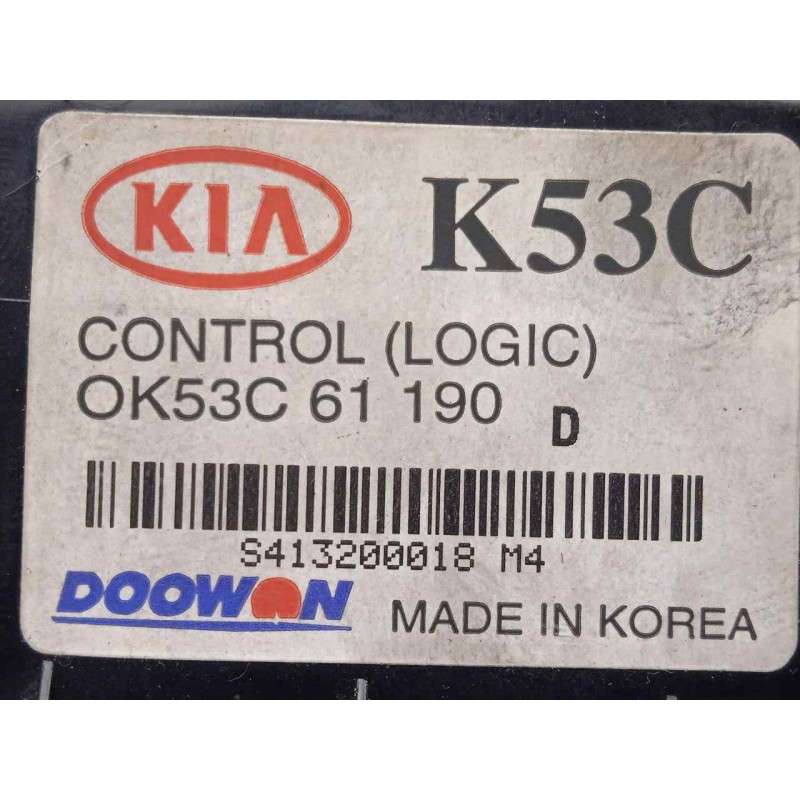 KIA K53C
CONTROL (LOGIC)
OK53C 61 190 D
S413200018 M4
DOOWON MADE IN KOREA